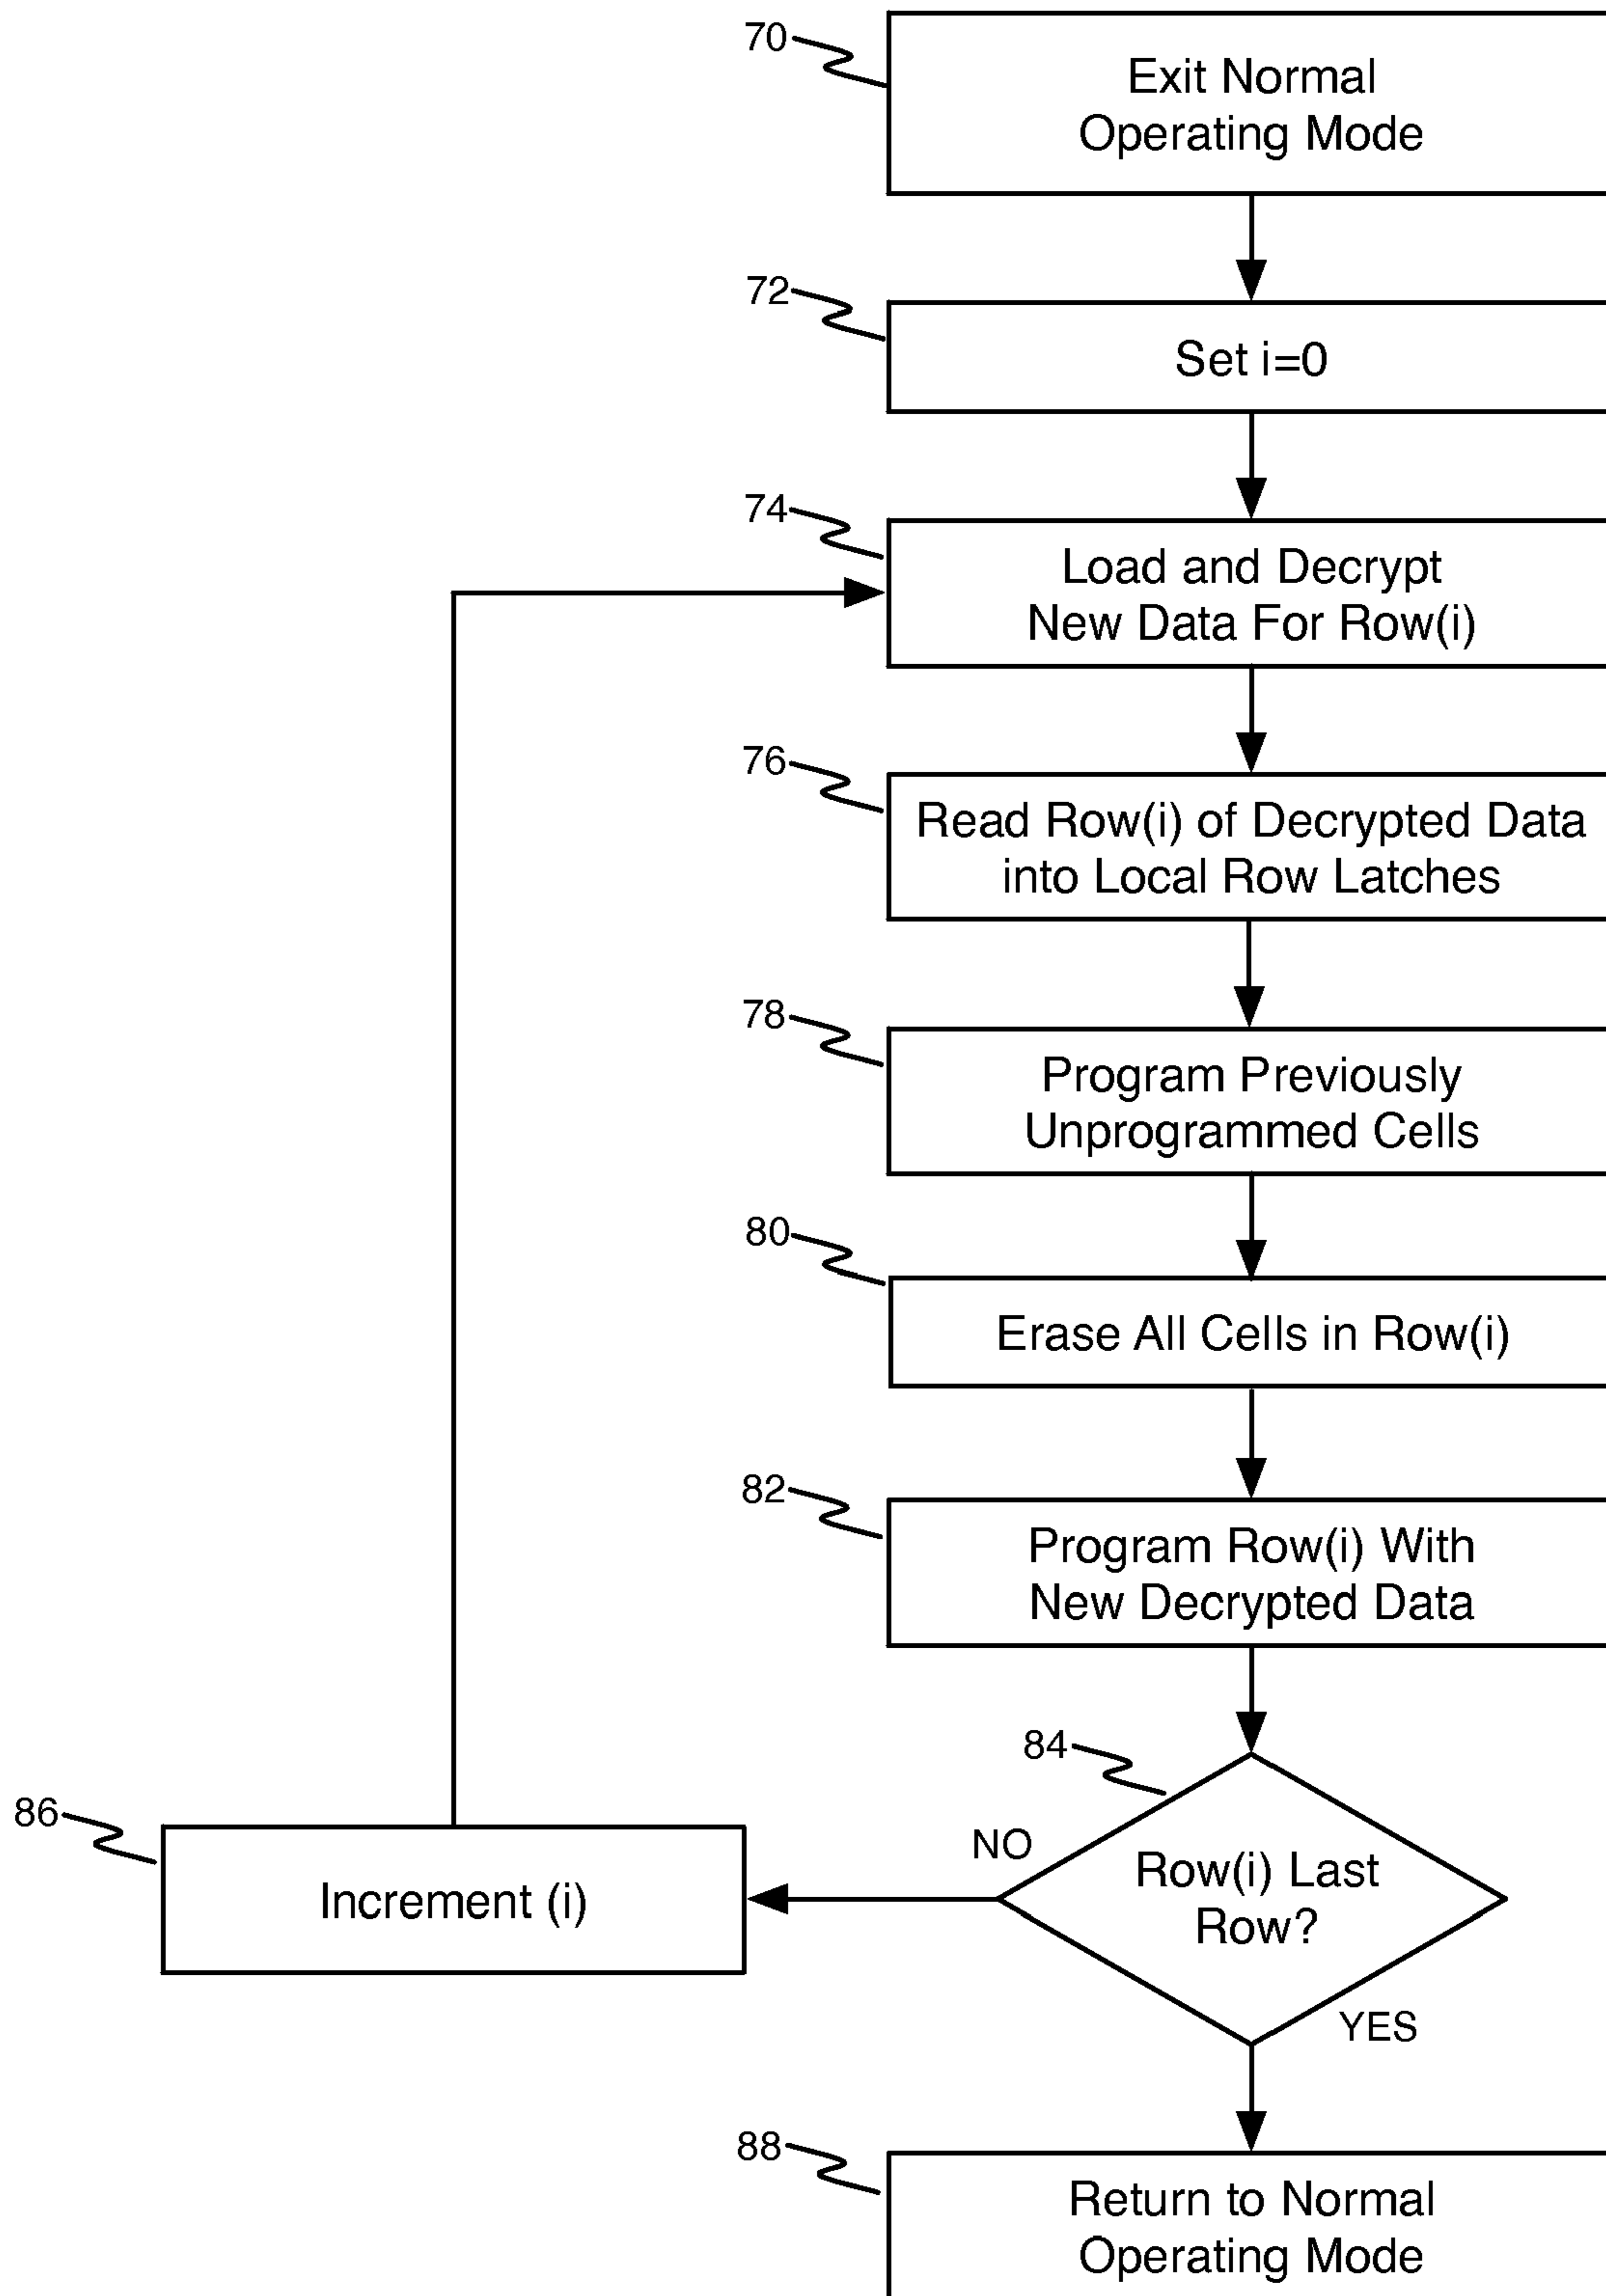 70
Exit Normal
Operating Mode
72
Set i=0
74
Load and Decrypt
New Data For Row(i)
76
Read Row(i) of Decrypted Data
into Local Row Latches
78
Program Previously
Unprogrammed Cells
80
Erase All Cells in Row(i)
82
Program Row(i) With
New Decrypted Data
84
Row(i) Last
Row?
NO
86
Increment (i)
YES
88
Return to Normal
Operating Mode